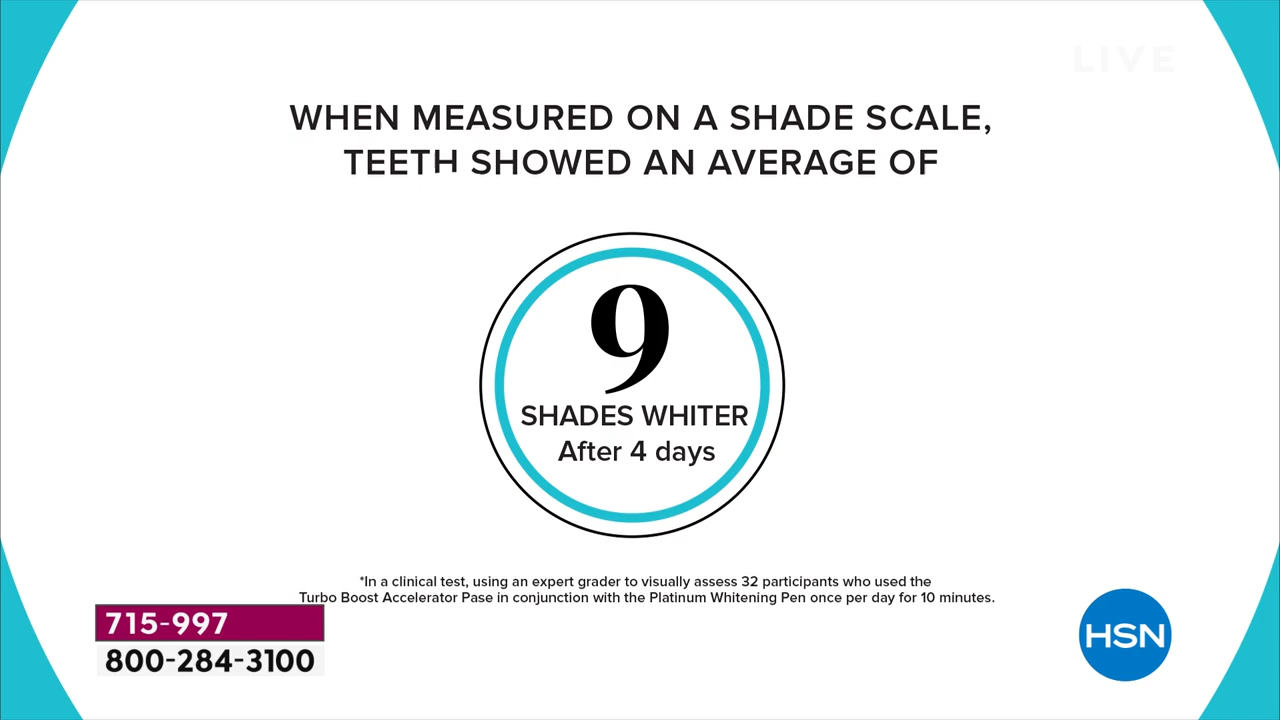 LIVE
WHEN MEASURED ON A SHADE SCALE,
TEETH SHOWED AN AVERAGE OF
9
SHADES WHITER
After 4 days
*In a clinical test, using an expert grader to visually assess 32 participants who used the
Turbo Boost Accelerator Pase in conjunction with the Platinum Whitening Pen once per day for 10 minutes.
715-997
800-284-3100
HSN